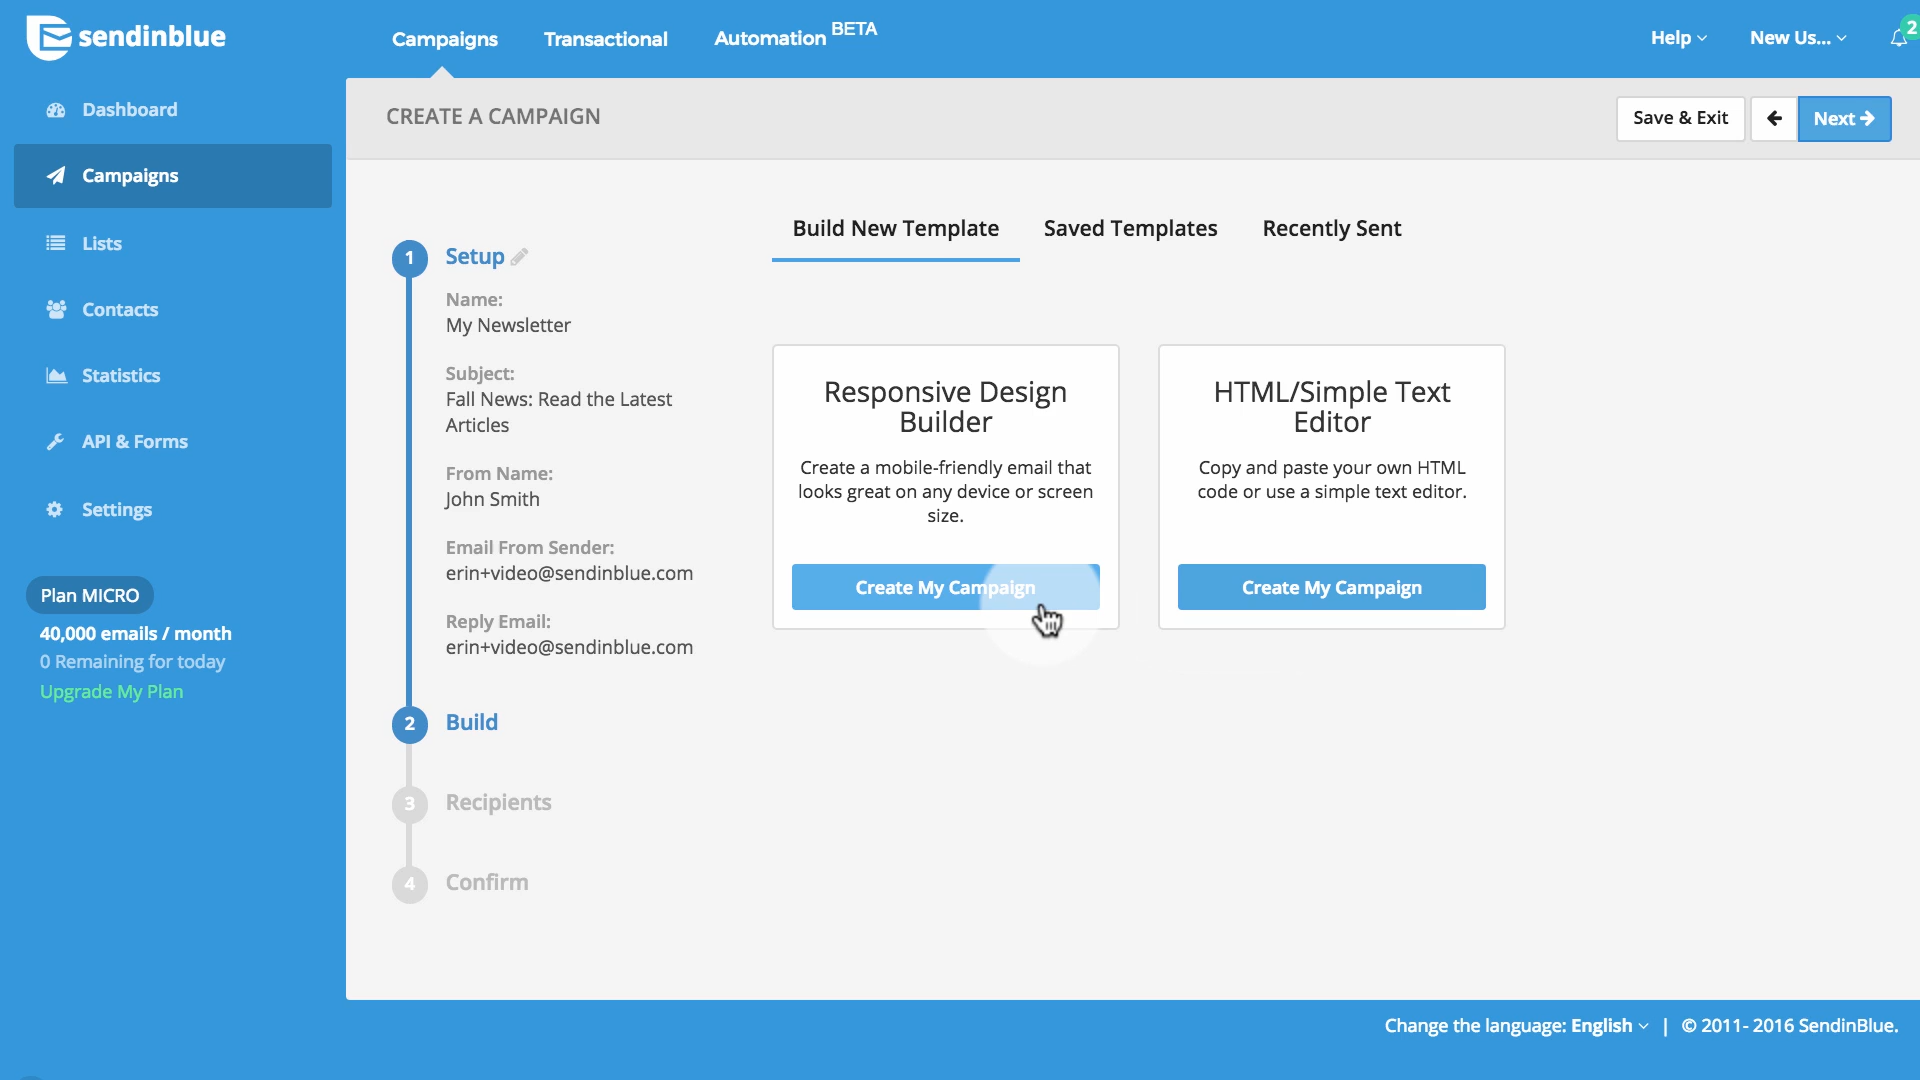 sendinblue
Campaigns
Transactional
Automation BETA
Help
New Us...
2
Dashboard
Campaigns
Lists
Contacts
Statistics
API & Forms
Settings
Plan MICRO
40,000 emails / month
0 Remaining for today
Upgrade My Plan
CREATE A CAMPAIGN
Save & Exit
Next
1 Setup
Name:
My Newsletter
Subject:
Fall News: Read the Latest
Articles
From Name:
John Smith
Email From Sender:
erin+video@sendinblue.com
Reply Email:
erin+video@sendinblue.com
2 Build
3 Recipients
4 Confirm
Build New Template
Saved Templates
Recently Sent
Responsive Design
Builder
Create a mobile-friendly email that
looks great on any device or screen
size.
Create My Campaign
HTML/Simple Text
Editor
Copy and paste your own HTML
code or use a simple text editor.
Create My Campaign
Change the language: English | © 2011- 2016 SendinBlue.